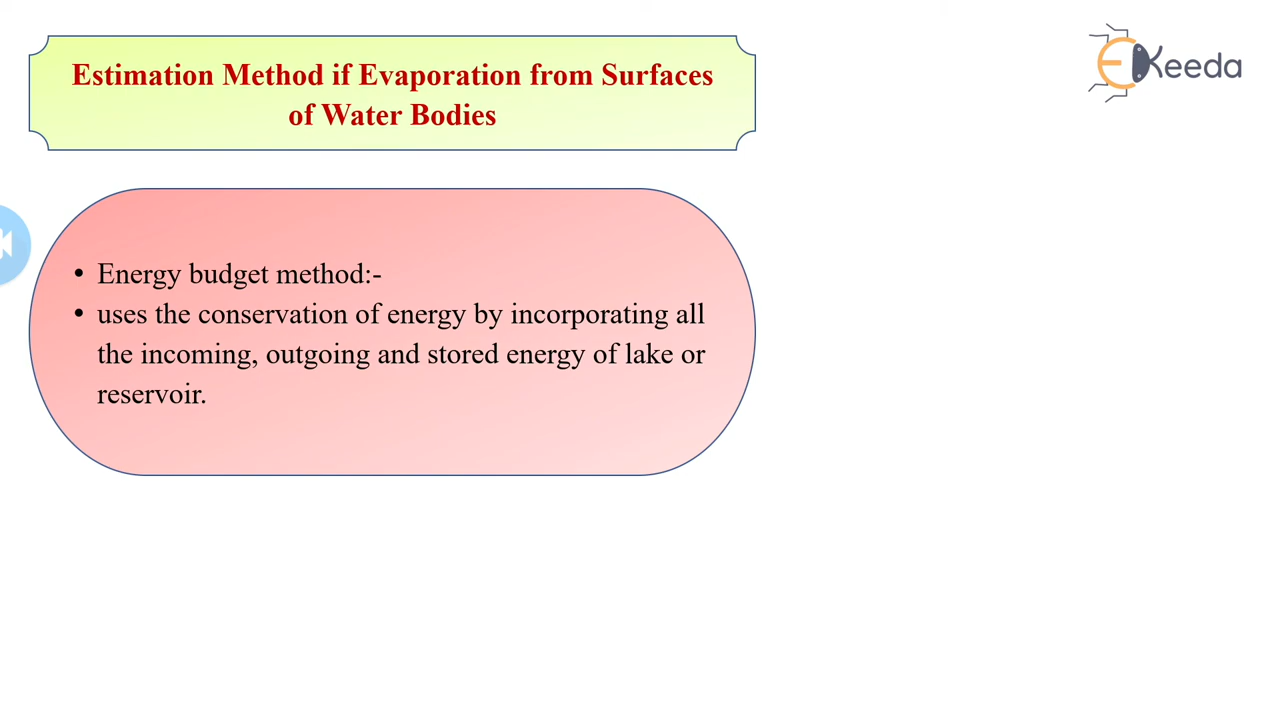 Estimation Method if Evaporation from Surfaces
of Water Bodies
EKeeda
• Energy budget method:-
• uses the conservation of energy by incorporating all
the incoming, outgoing and stored energy of lake or
reservoir.